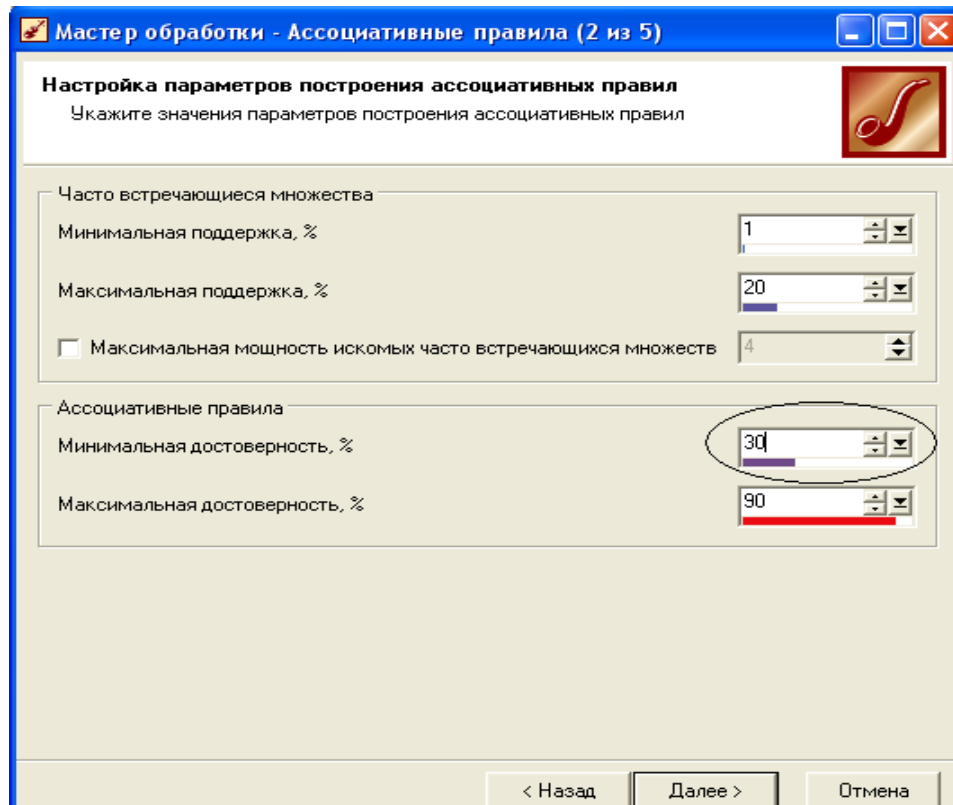 Мастер обработки - Ассоциативные правила (2 из 5)
Настройка параметров построения ассоциативных правил
Укажите значения параметров построения ассоциативных правил
Часто встречающиеся множества
Минимальная поддержка, % 1
Максимальная поддержка, % 20
Максимальная мощность искомых часто встречающихся множеств 4
Ассоциативные правила
Минимальная достоверность, % 30
Максимальная достоверность, % 90
< Назад Далее > Отмена